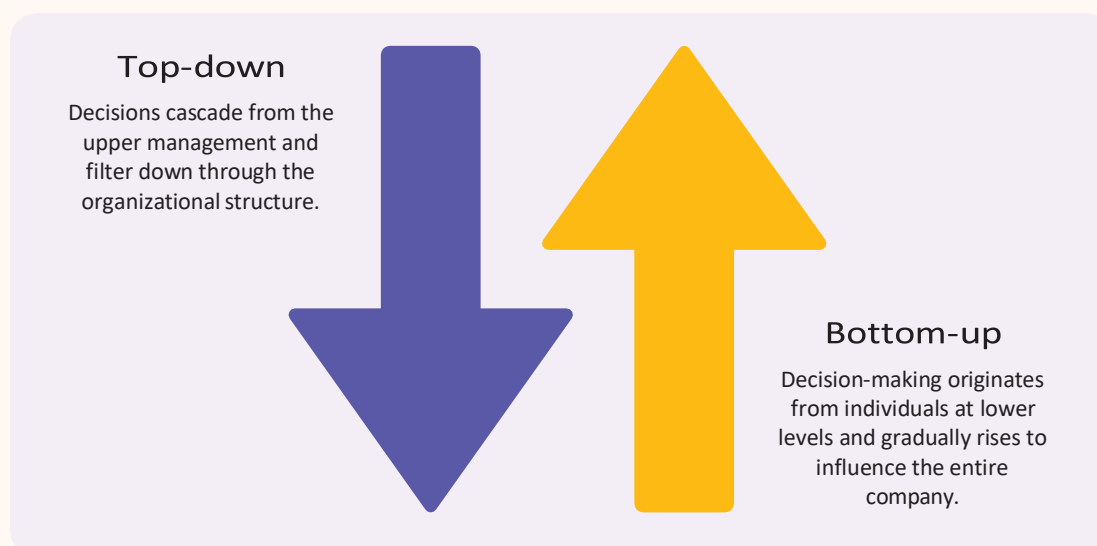 Top-down
Decisions cascade from the
upper management and
filter down through the
organizational structure.
Bottom-up
Decision-making originates
from individuals at lower
levels and gradually rises to
influence the entire
company.